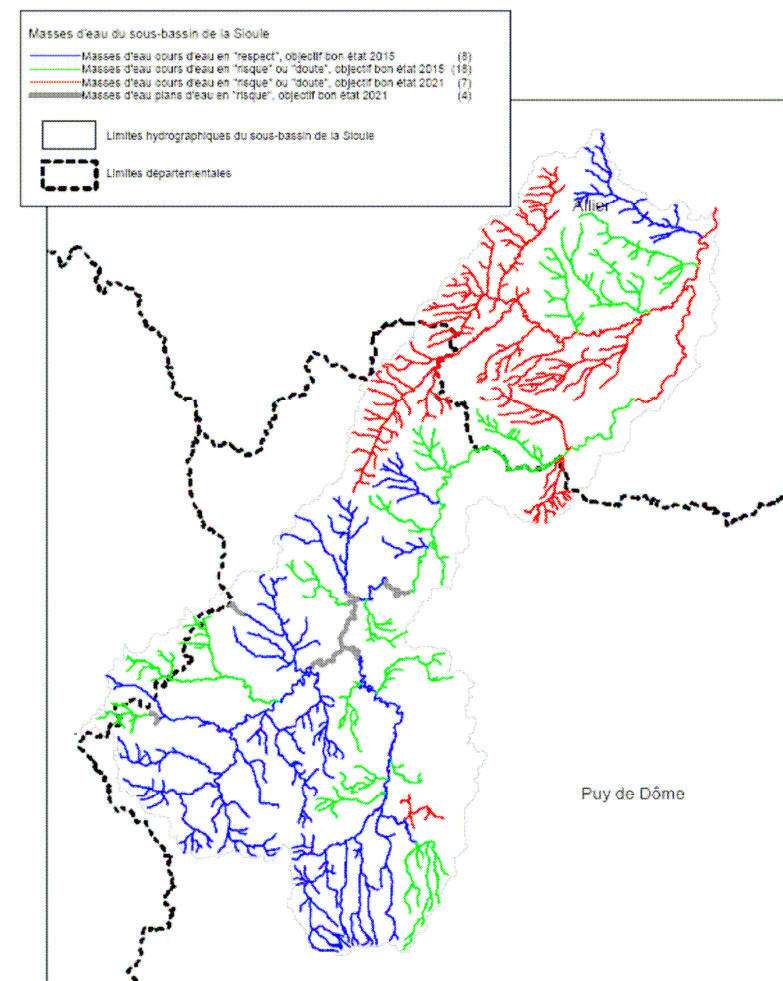 Masses d'eau du sous-bassin de la Sioule
Masses d'eau cours d'eau en "respect", objectif bon état 2015 (8)
Masses d'eau cours d'eau en "risque" ou "doute", objectif bon état 2015 (18)
Masses d'eau cours d'eau en "risque" ou "doute", objectif bon état 2021 (7)
Masses d'eau plans d'eau en "risque", objectif bon état 2021 (4)
Limites hydrographiques du sous-bassin de la Sioule
Limites départementales
Allier
Puy de Dôme